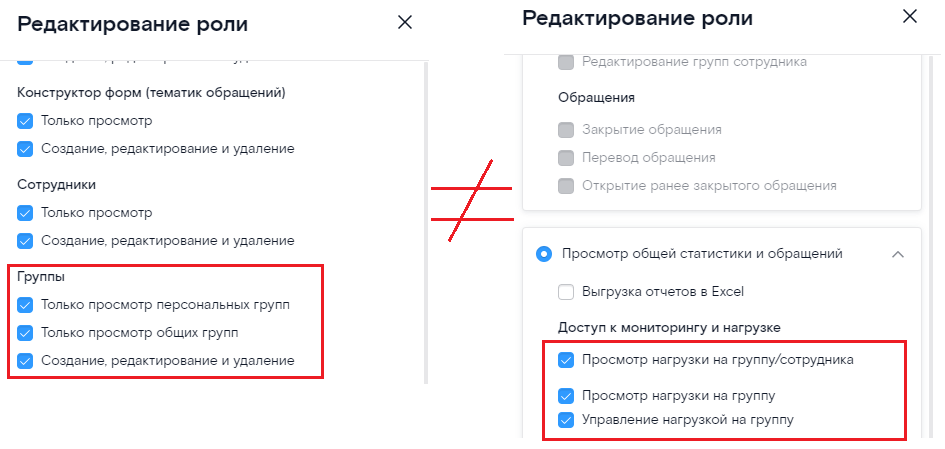 Редактирование роли
Конструктор форм (тематик обращений)
Только просмотр
Создание, редактирование и удаление
Сотрудники
Только просмотр
Создание, редактирование и удаление
Группы
Только просмотр персональных групп
Только просмотр общих групп
Создание, редактирование и удаление
Редактирование роли
Редактирование групп сотрудника
Обращения
Закрытие обращения
Перевод обращения
Открытие ранее закрытого обращения
Просмотр общей статистики и обращений
Выгрузка отчетов в Excel
Доступ к мониторингу и нагрузке
Просмотр нагрузки на группу/сотрудника
Просмотр нагрузки на группу
Управление нагрузкой на группу